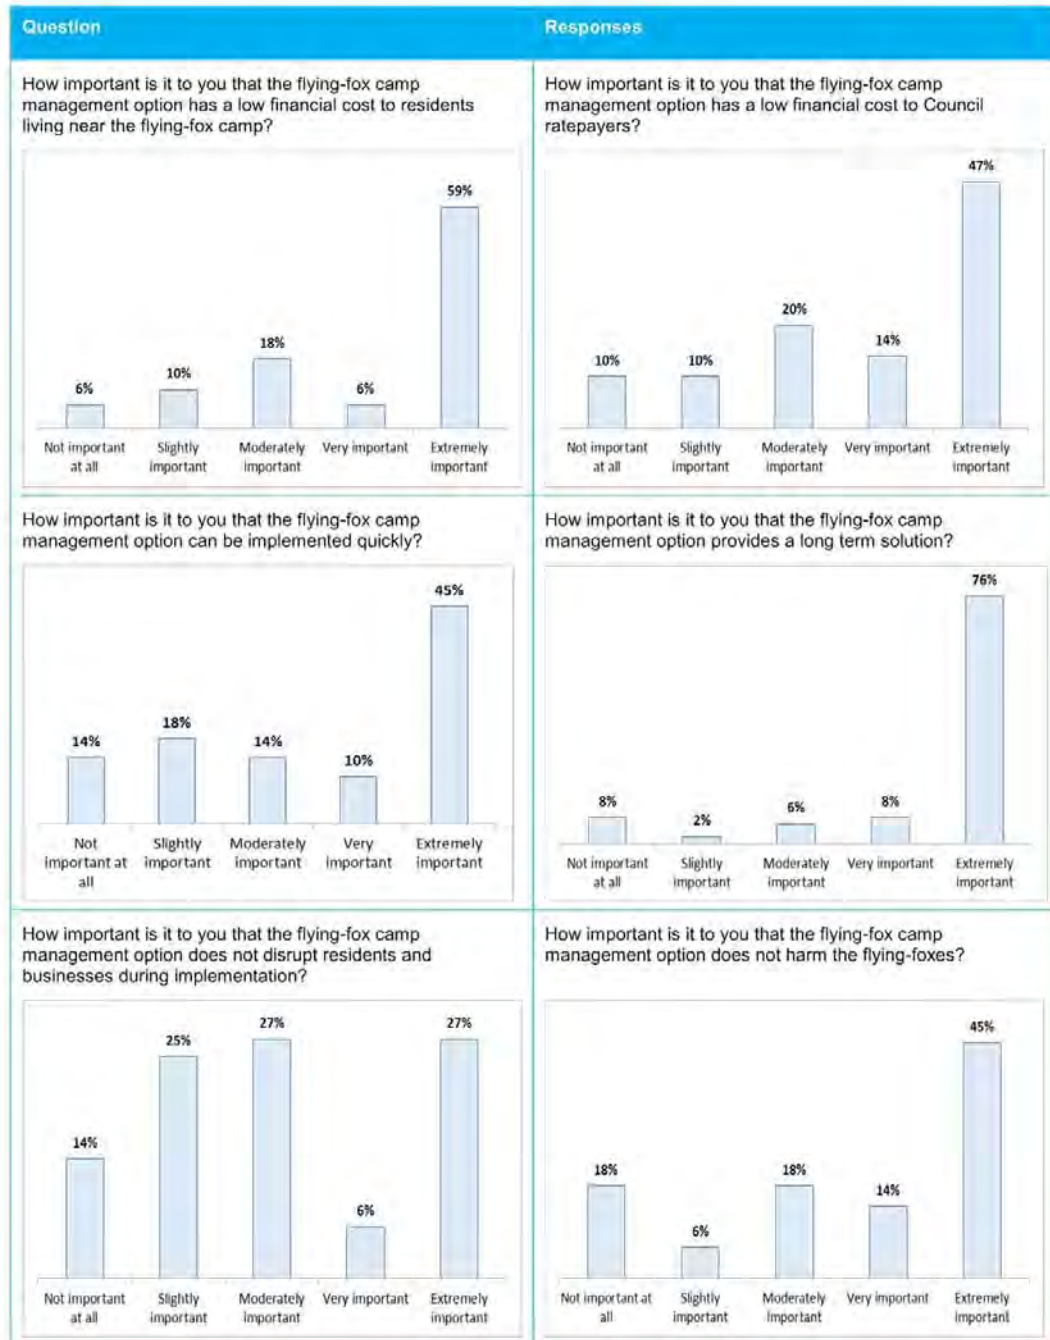 Question
Responses
How important is it to you that the flying-fox camp
management option has a low financial cost to residents
living near the flying-fox camp?
59%
18%
10%
6%
6%
Not important
at all
Slightly
important
Moderately
important
Very important
Extremely
important
How important is it to you that the flying-fox camp
management option has a low financial cost to Council
ratepayers?
47%
20%
14%
10%
10%
Not important
at all
Slightly
important
Moderately
important
Very important
Extremely
important
How important is it to you that the flying-fox camp
management option can be implemented quickly?
45%
18%
14%
14%
10%
Not
important at
all
Slightly
important
Moderately
important
Very
important
Extremely
important
How important is it to you that the flying-fox camp
management option provides a long term solution?
76%
8%
2%
6%
8%
Not important
at all
Slightly
important
Moderately
important
Very important
Extremely
important
How important is it to you that the flying-fox camp
management option does not disrupt residents and
businesses during implementation?
27%
27%
25%
14%
6%
Not important
at all
Slightly
important
Moderately
important
Very important
Extremely
important
How important is it to you that the flying-fox camp
management option does not harm the flying-foxes?
45%
18%
18%
14%
6%
Not important at
all
Slightly
important
Moderately
important
Very important
Extremely
important